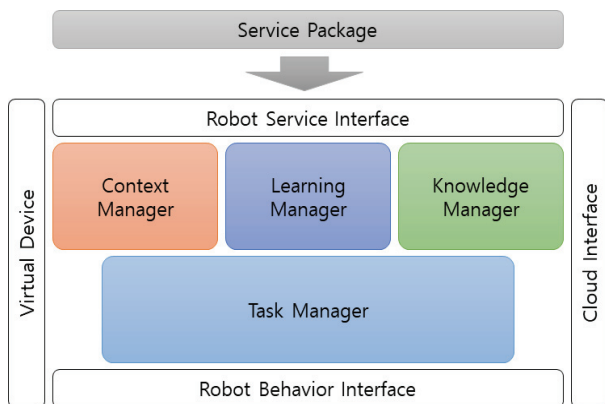 Service Package
Robot Service Interface
Virtual Device
Context
Manager
Learning
Manager
Knowledge
Manager
Cloud Interface
Task Manager
Robot Behavior Interface